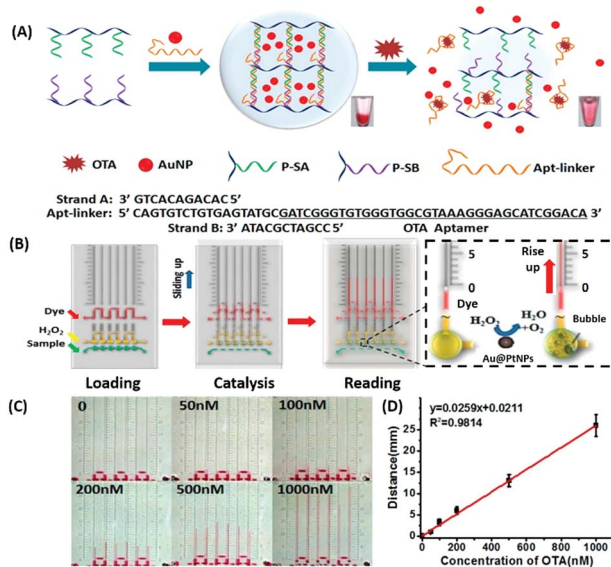 (A)
AuNP
OTA
OTA AuNP P-SA P-SB Apt-linker
Strand A: 3' GTCACAGACAC 5'
Apt-linker: 5' CAGTGTCTGTGAGTATGCGATCGGGTGTGGGTGGCGTAAAGGGAGCATCGGACA 3'
Strand B: 3' ATACGCTAGCC 5' OTA Aptamer
(B)
Sliding up
Dye
H2O2
Sample
Loading Catalysis Reading
5 5
Rise
up
0 0
Dye
H2O2 H2O
+O2
Bubble
Au@PtNPs
(C)
0 50nM 100nM
200nM 500nM 1000nM
(D)
y=0.0259x+0.0211
R²=0.9814
Distance(mm)
30
25
20
15
10
5
0
0 200 400 600 800 1000
Concentration of OTA(nM)